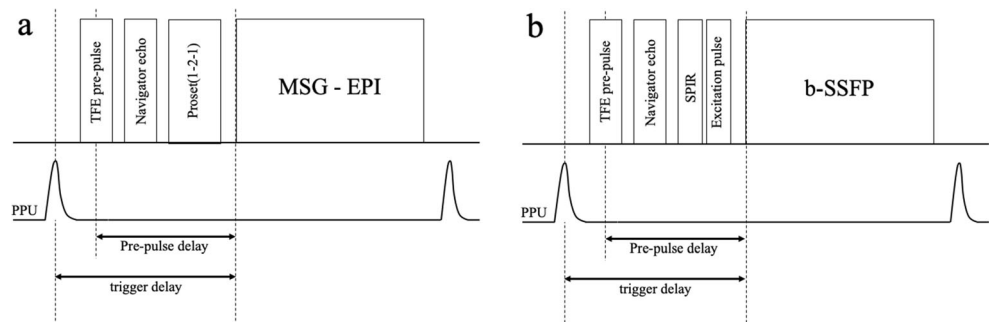 a
TFE pre-pulse
Navigator echo
Proset(1-2-1)
MSG - EPI
PPU
Pre-pulse delay
trigger delay
b
TFE pre-pulse
Navigator echo
SPIR
Excitation pulse
b-SSFP
PPU
Pre-pulse delay
trigger delay